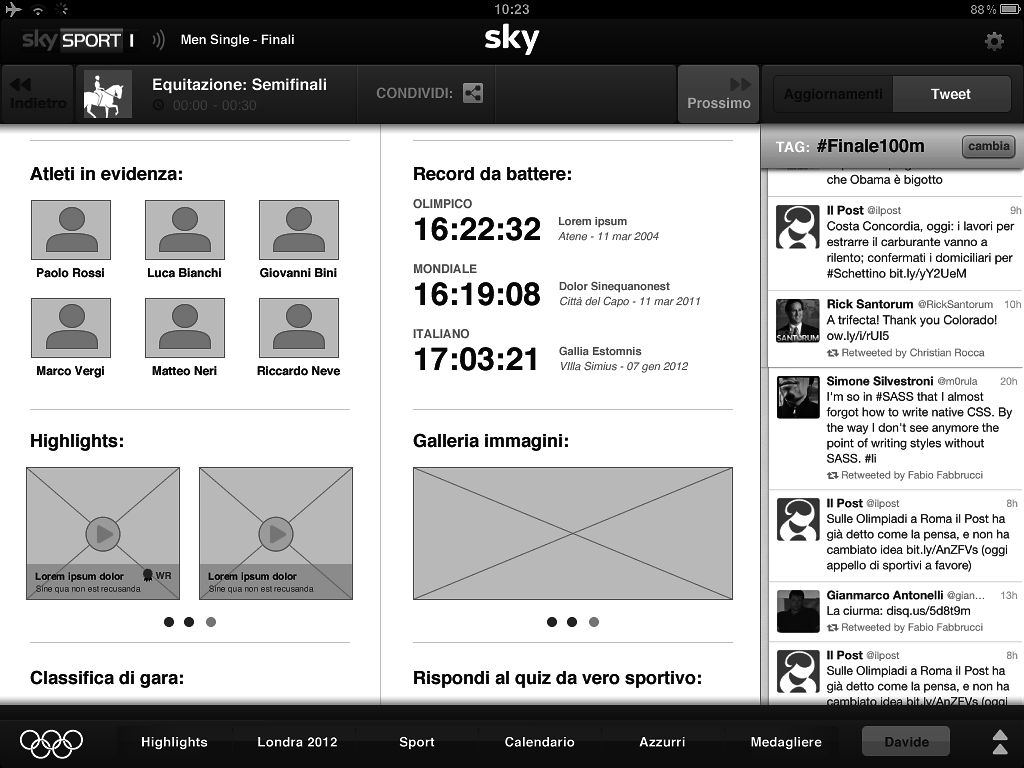 10:23
88%
sky SPORT 1
Men Single - Finali
sky
Indietro
Equitazione: Semifinali
00:00 - 00:30
CONDIVIDI:
Prossimo
Aggiornamenti
Tweet
Atleti in evidenza:
Paolo Rossi
Luca Bianchi
Giovanni Bini
Marco Vergi
Matteo Neri
Riccardo Neve
Record da battere:
OLIMPICO
16:22:32
Lorem ipsum
Atene - 11 mar 2004
MONDIALE
16:19:08
Dolor Sinequanonest
Città del Capo - 11 mar 2011
ITALIANO
17:03:21
Gallia Estomnis
VIlla Simius - 07 gen 2012
Highlights:
Lorem ipsum dolor
WR
Sine qua non est recusanda
Lorem ipsum dolor
Sine qua non est recusanda
Galleria immagini:
Classifica di gara:
Rispondi al quiz da vero sportivo:
TAG: #Finale100m
cambia
che Obama è bigotto
Il Post @ilpost 9h
Costa Concordia, oggi: i lavori per
estrarre il carburante vanno a
rilento; confermati i domiciliari per
#Schettino bit.ly/yY2UeM
Rick Santorum @RickSantorum 10h
A trifecta! Thank you Colorado!
ow.ly/i/rUI5
Retweeted by Christian Rocca
SANTORUM
Simone Silvestroni @m0rula 20h
I'm so in #SASS that I almost
forgot how to write native CSS. By
the way I don't see anymore the
point of writing styles without
SASS. #li
Retweeted by Fabio Fabbrucci
Il Post @ilpost 8h
Sulle Olimpiadi a Roma il Post ha
già detto come la pensa, e non ha
cambiato idea bit.ly/AnZFVs (oggi
appello di sportivi a favore)
Gianmarco Antonelli @gian... 13h
La ciurma: disq.us/5d8t9m
Retweeted by Fabio Fabbrucci
Il Post @ilpost 8h
Sulle Olimpiadi a Roma il Post ha
già detto come la pensa, e non ha
cambiato idea bit.ly/AnZFVs (oggi
Highlights
Londra 2012
Sport
Calendario
Azzurri
Medagliere
Davide